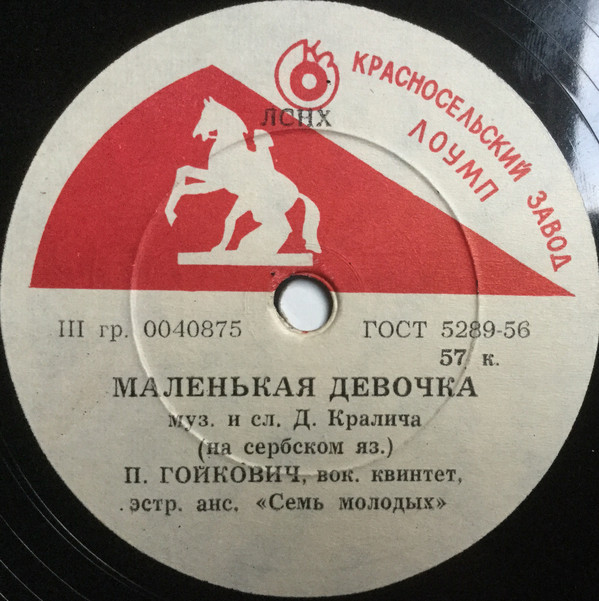 КРАСНОСЕЛЬСКИЙ ЗАВОД
ЛОУМП
ЛСНХ
III гр. 0040875 ГОСТ 5289-56
57 к.
МАЛЕНЬКАЯ ДЕВОЧКА
муз. и сл. Д. Кралича
(на сербском яз.)
П. ГОЙКОВИЧ, вок. квинтет,
эстр. анс. «Семь молодых»